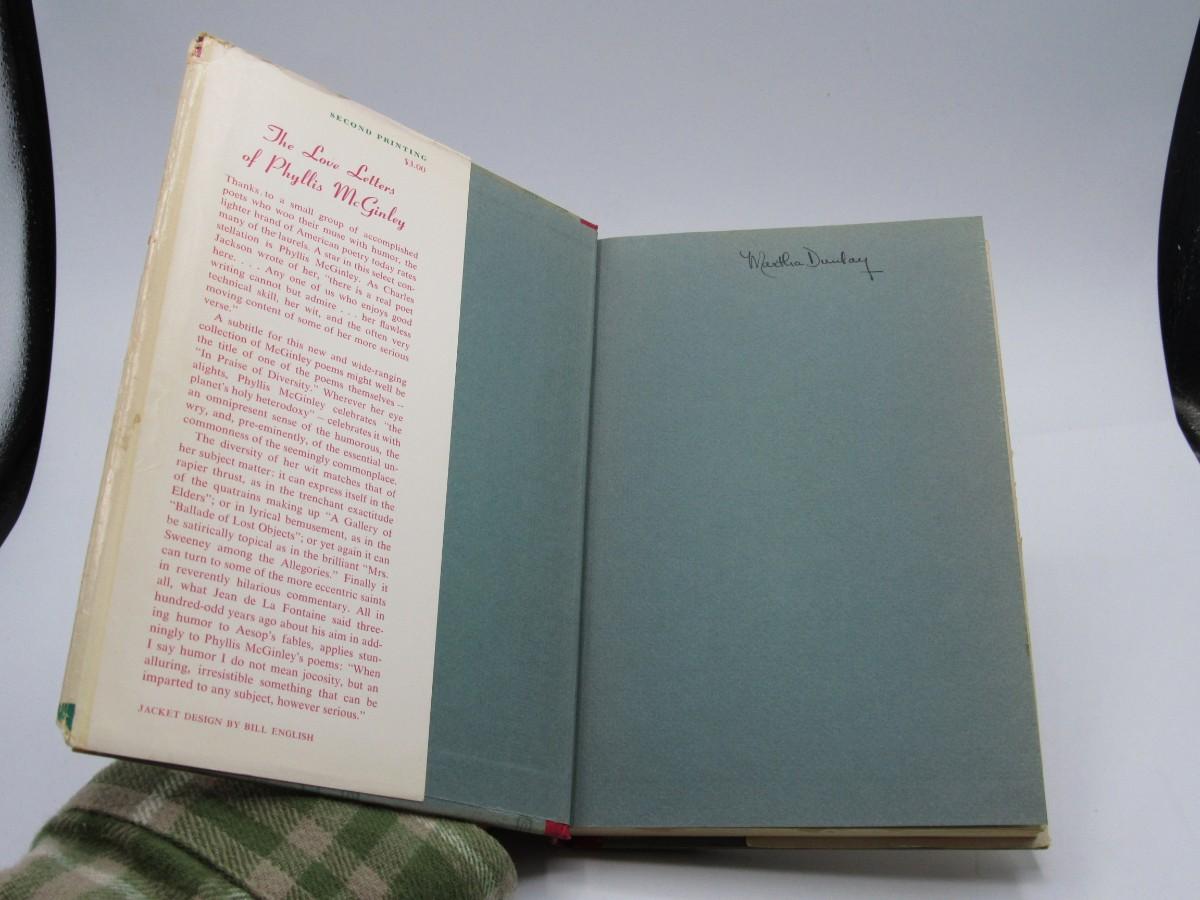 SECOND PRINTING
$3.00
The Love Letters
of Phyllis McGinley
Thanks to a small group of accomplished
poets who woo their muse with humor, the
lighter brand of American poetry today rates
many of the laurels. A star in this select con-
stellation is Phyllis McGinley. As Charles
Jackson wrote of her, "there is a real poet
here. . . . Any one of us who enjoys good
writing cannot but admire . . . her flawless
technical skill, her wit, and the often very
moving content of some of her more serious
verse."
A subtitle for this new and wide-ranging
collection of McGinley poems might well be
the title of one of the poems themselves –
"In Praise of Diversity." Wherever her eye
alights, Phyllis McGinley celebrates "the
planet's holy heterodoxy" – celebrates it with
an omnipresent sense of the humorous, the
wry, and, pre-eminently, of the essential un-
commonness of the seemingly commonplace.
The diversity of her wit matches that of
her subject matter: it can express itself in the
rapier thrust, as in the trenchant exactitude
of the quatrains making up "A Gallery of
Elders"; or in lyrical bemusement, as in the
"Ballade of Lost Objects"; or yet again it can
be satirically topical as in the brilliant "Mrs.
Sweeney among the Allegories." Finally it
can turn to some of the more eccentric saints
in reverently hilarious commentary. All in
all, what Jean de La Fontaine said three-
hundred-odd years ago about his aim in add-
ing humor to Aesop's fables, applies stun-
ningly to Phyllis McGinley's poems: "When
I say humor I do not mean jocosity, but an
alluring, irresistible something that can be
imparted to any subject, however serious."
JACKET DESIGN BY BILL ENGLISH
Martha